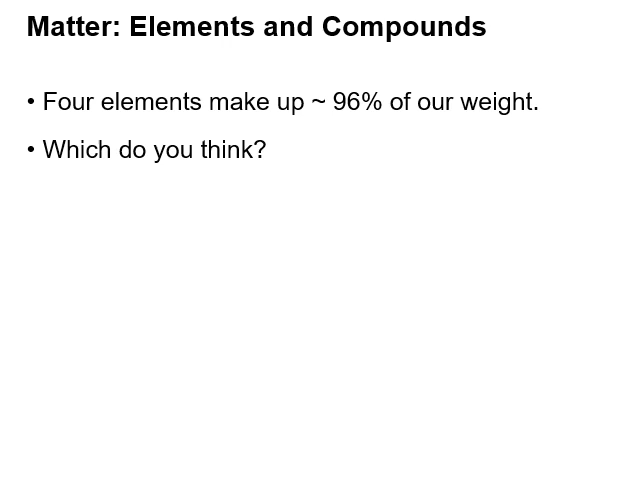 Matter: Elements and Compounds
• Four elements make up ~ 96% of our weight.
• Which do you think?